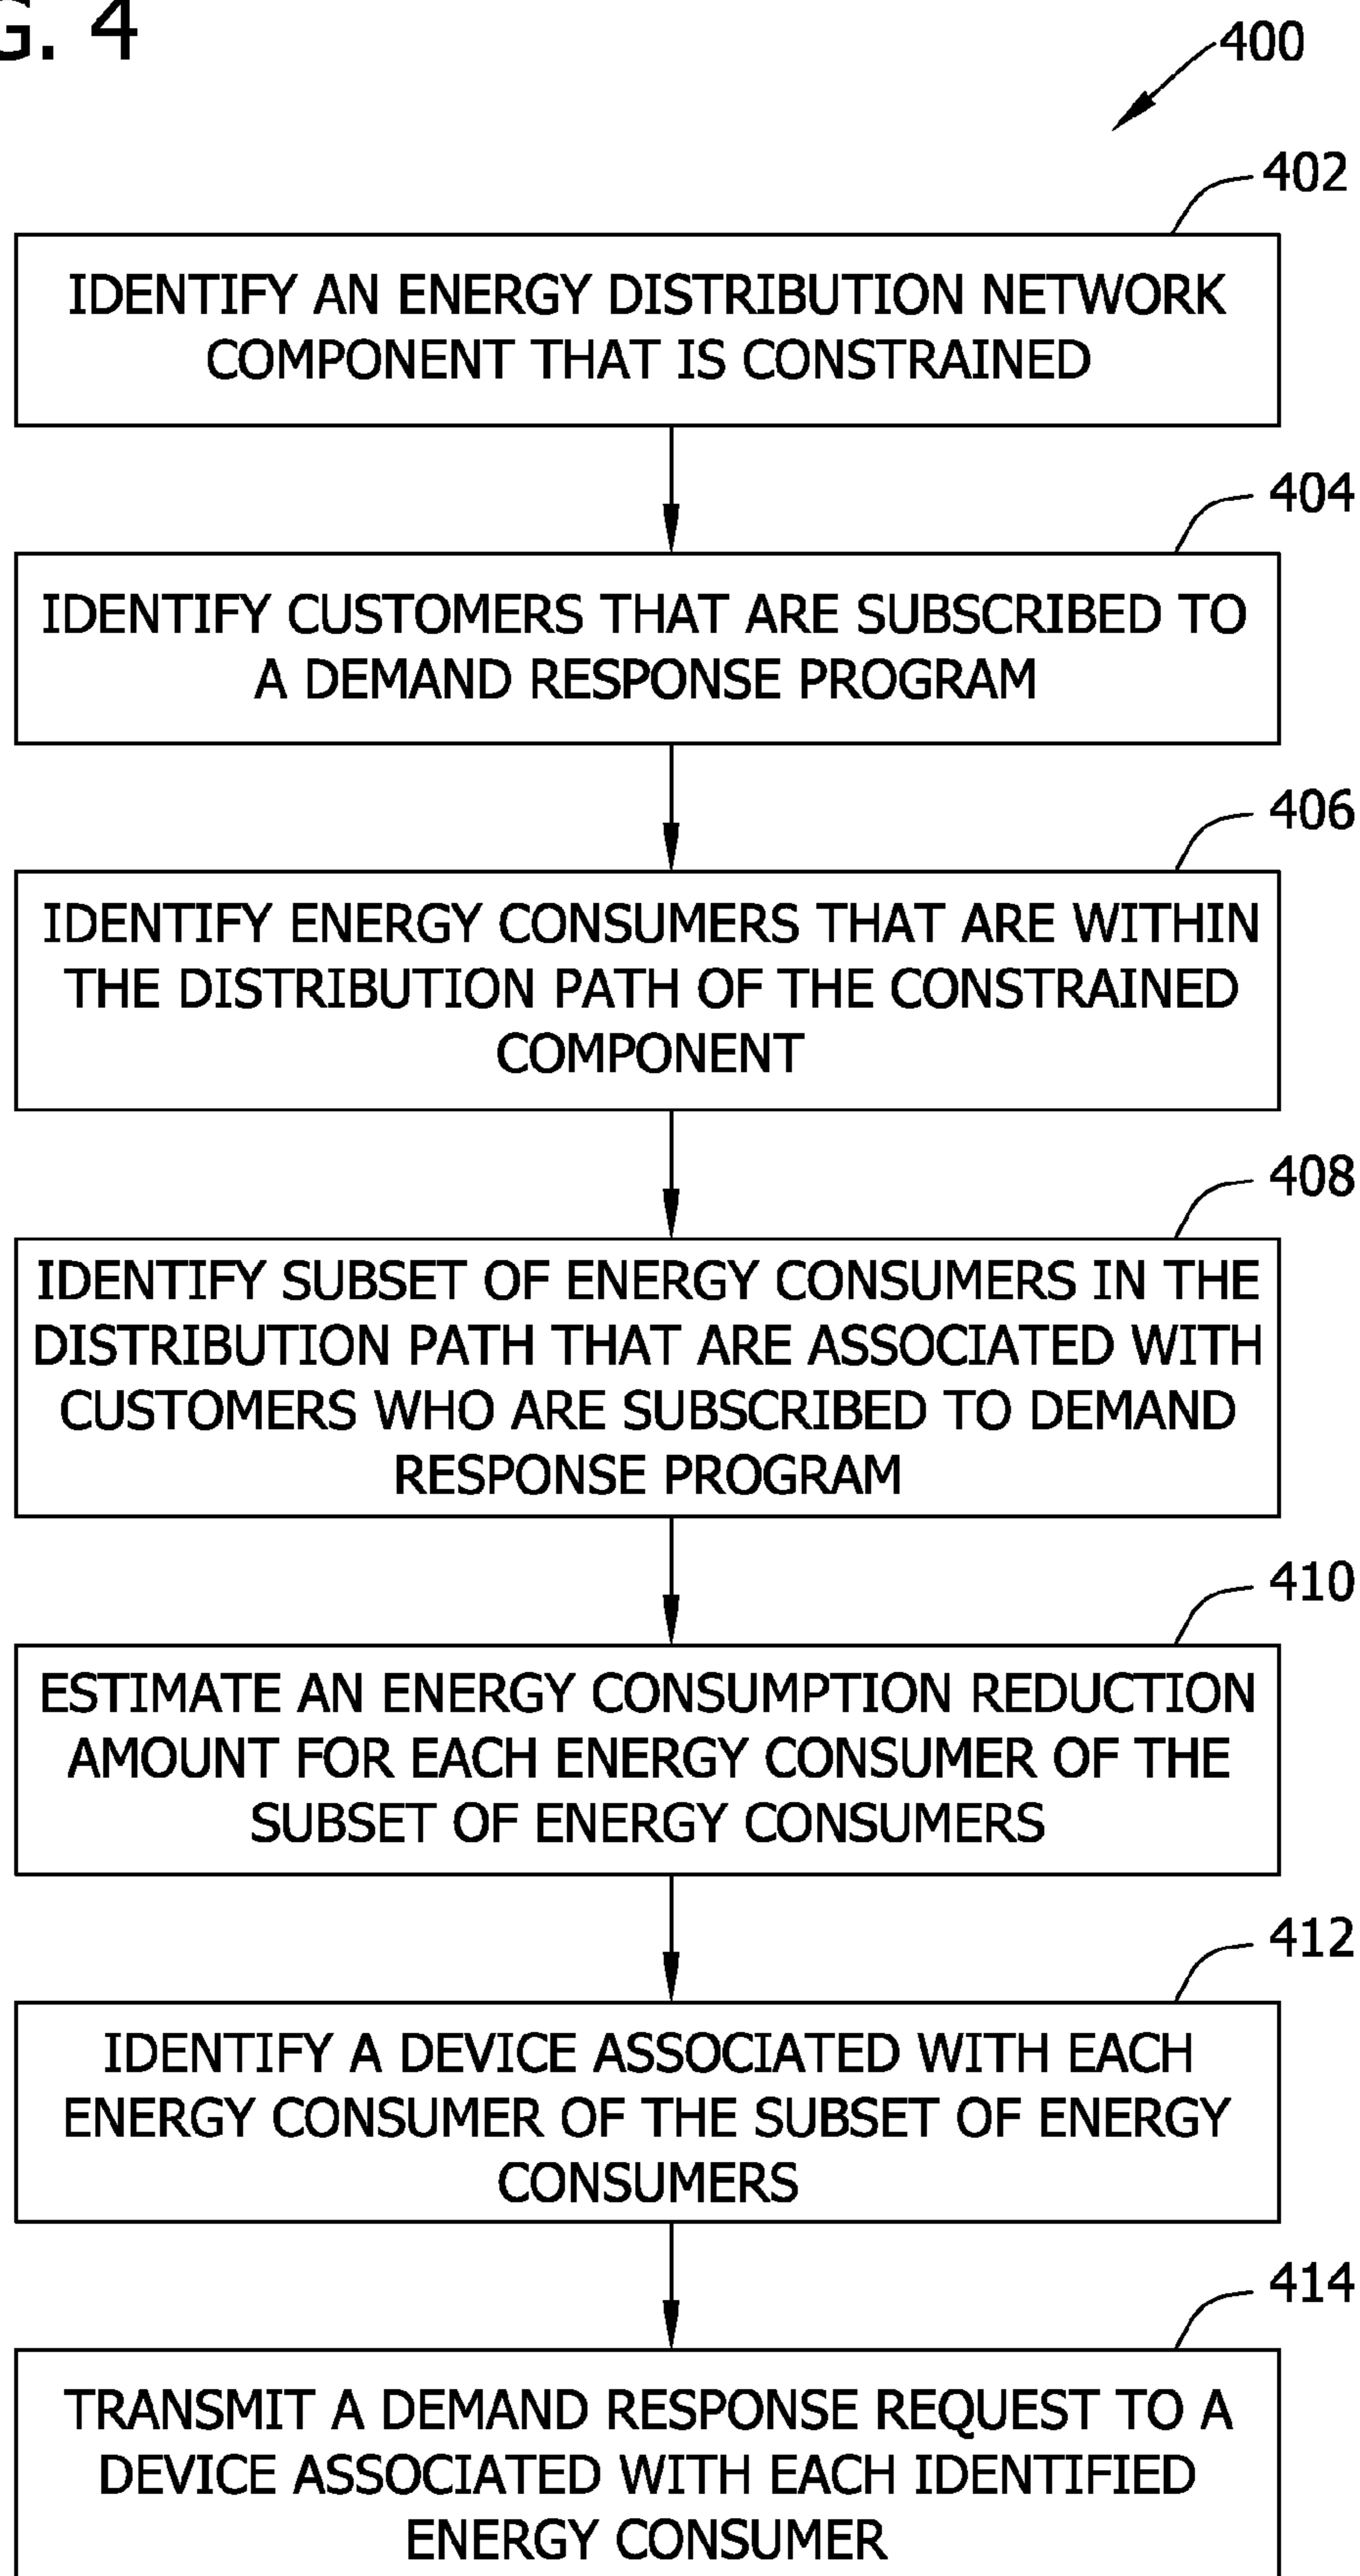 G. 4
400
402
IDENTIFY AN ENERGY DISTRIBUTION NETWORK
COMPONENT THAT IS CONSTRAINED
404
IDENTIFY CUSTOMERS THAT ARE SUBSCRIBED TO
A DEMAND RESPONSE PROGRAM
406
IDENTIFY ENERGY CONSUMERS THAT ARE WITHIN
THE DISTRIBUTION PATH OF THE CONSTRAINED
COMPONENT
408
IDENTIFY SUBSET OF ENERGY CONSUMERS IN THE
DISTRIBUTION PATH THAT ARE ASSOCIATED WITH
CUSTOMERS WHO ARE SUBSCRIBED TO DEMAND
RESPONSE PROGRAM
410
ESTIMATE AN ENERGY CONSUMPTION REDUCTION
AMOUNT FOR EACH ENERGY CONSUMER OF THE
SUBSET OF ENERGY CONSUMERS
412
IDENTIFY A DEVICE ASSOCIATED WITH EACH
ENERGY CONSUMER OF THE SUBSET OF ENERGY
CONSUMERS
414
TRANSMIT A DEMAND RESPONSE REQUEST TO A
DEVICE ASSOCIATED WITH EACH IDENTIFIED
ENERGY CONSUMER